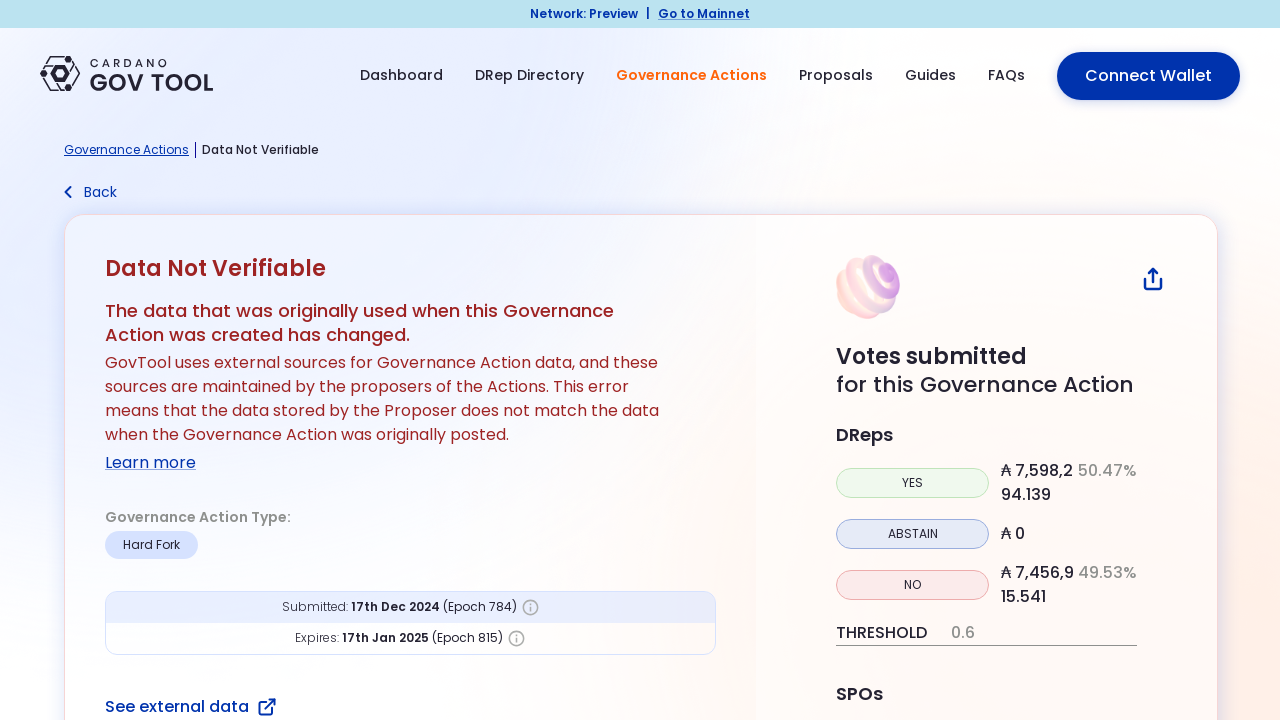 Network: Preview | Go to Mainnet
CARDANO
GOV TOOL
Dashboard
DRep Directory
Governance Actions
Proposals
Guides
FAQs
Connect Wallet
Governance Actions | Data Not Verifiable
Back
Data Not Verifiable
The data that was originally used when this Governance
Action was created has changed.
GovTool uses external sources for Governance Action data, and these
sources are maintained by the proposers of the Actions. This error
means that the data stored by the Proposer does not match the data
when the Governance Action was originally posted.
Learn more
Governance Action Type:
Hard Fork
Submitted: 17th Dec 2024 (Epoch 784)
Expires: 17th Jan 2025 (Epoch 815)
See external data
Votes submitted
for this Governance Action
DReps
YES
₳ 7,598,2 50.47%
94.139
ABSTAIN
₳ 0
NO
₳ 7,456,9 49.53%
15.541
THRESHOLD 0.6
SPOs